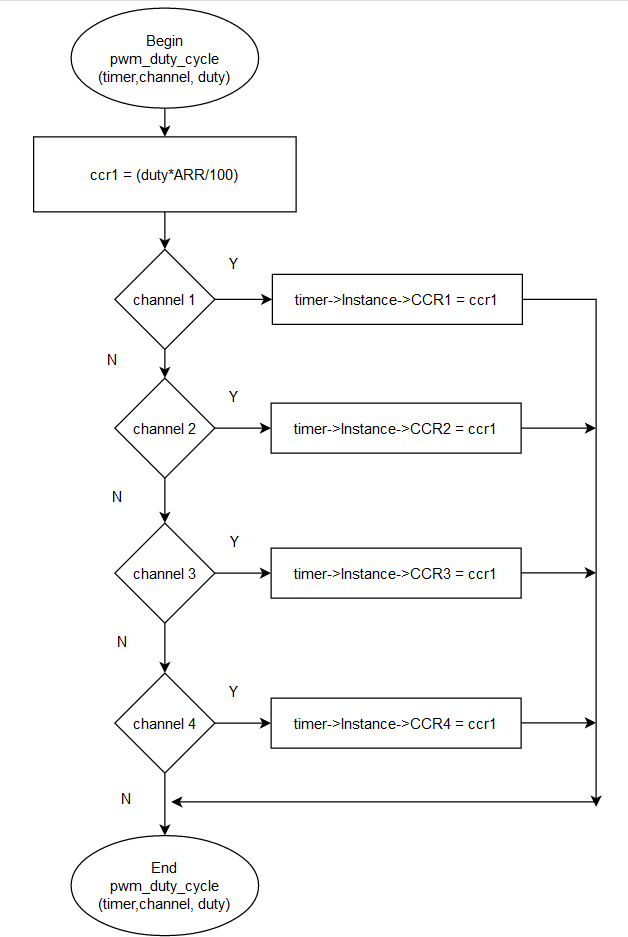 Begin
pwm_duty_cycle
(timer,channel, duty)
ccr1 = (duty*ARR/100)
Y
channel 1
timer->Instance->CCR1 = ccr1
N
Y
channel 2
timer->Instance->CCR2 = ccr1
N
Y
channel 3
timer->Instance->CCR3 = ccr1
N
Y
channel 4
timer->Instance->CCR4 = ccr1
N
End
pwm_duty_cycle
(timer,channel, duty)